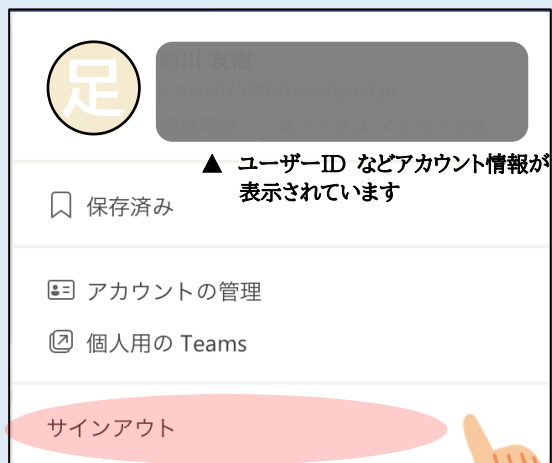 足
▲ ユーザーID などアカウント情報が
表示されています
保存済み
アカウントの管理
個人用の Teams
サインアウト